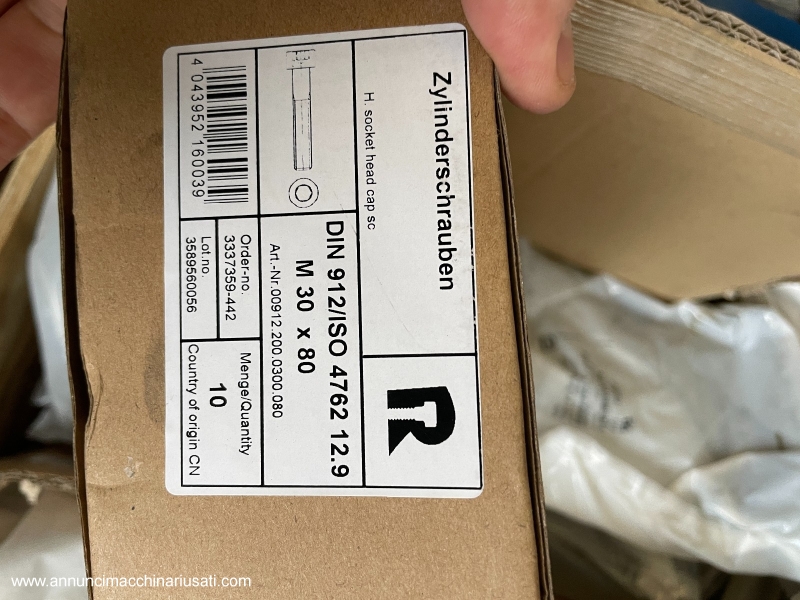 Zylinderschrauben
H. socket head cap sc
DIN 912/ISO 4762 12.9
M 30 x 80
Art.-Nr.00912.200.0300.080
4 043952 160039
Order-no.
3337359-442
Lot.no.
3589560056
Menge/Quantity
10
Country of origin CN
www.annuncimacchinariusati.com